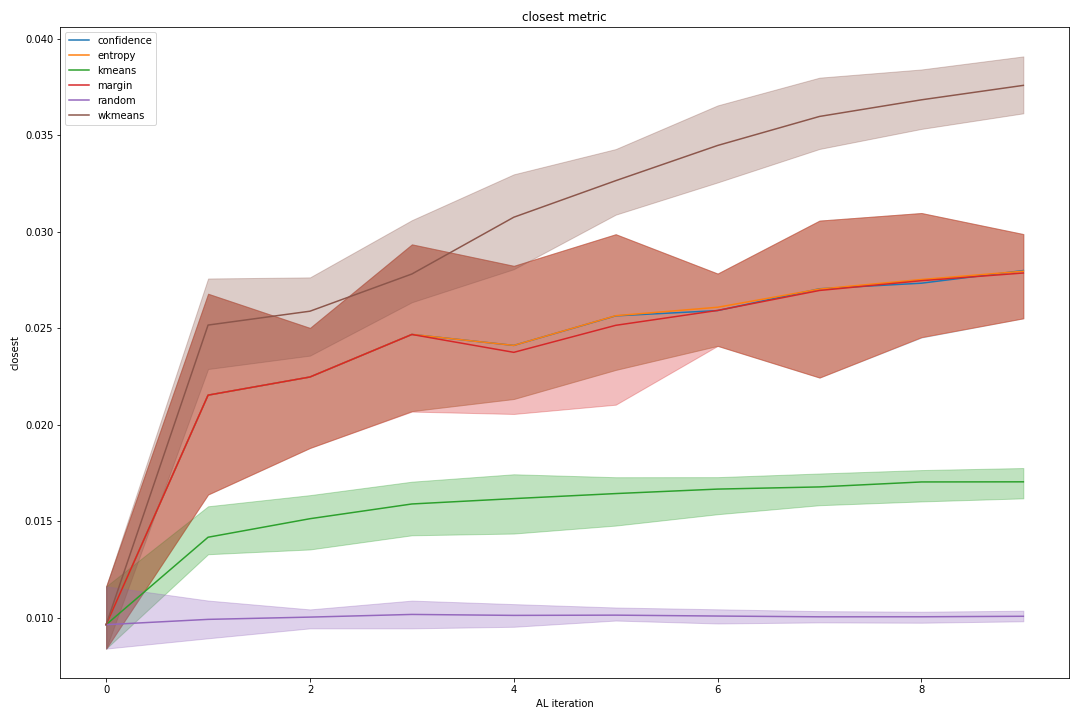 closest metric
confidence
entropy
kmeans
margin
random
wkmeans
closest
0.040
0.035
0.030
0.025
0.020
0.015
0.010
0
2
4
6
8
AL iteration